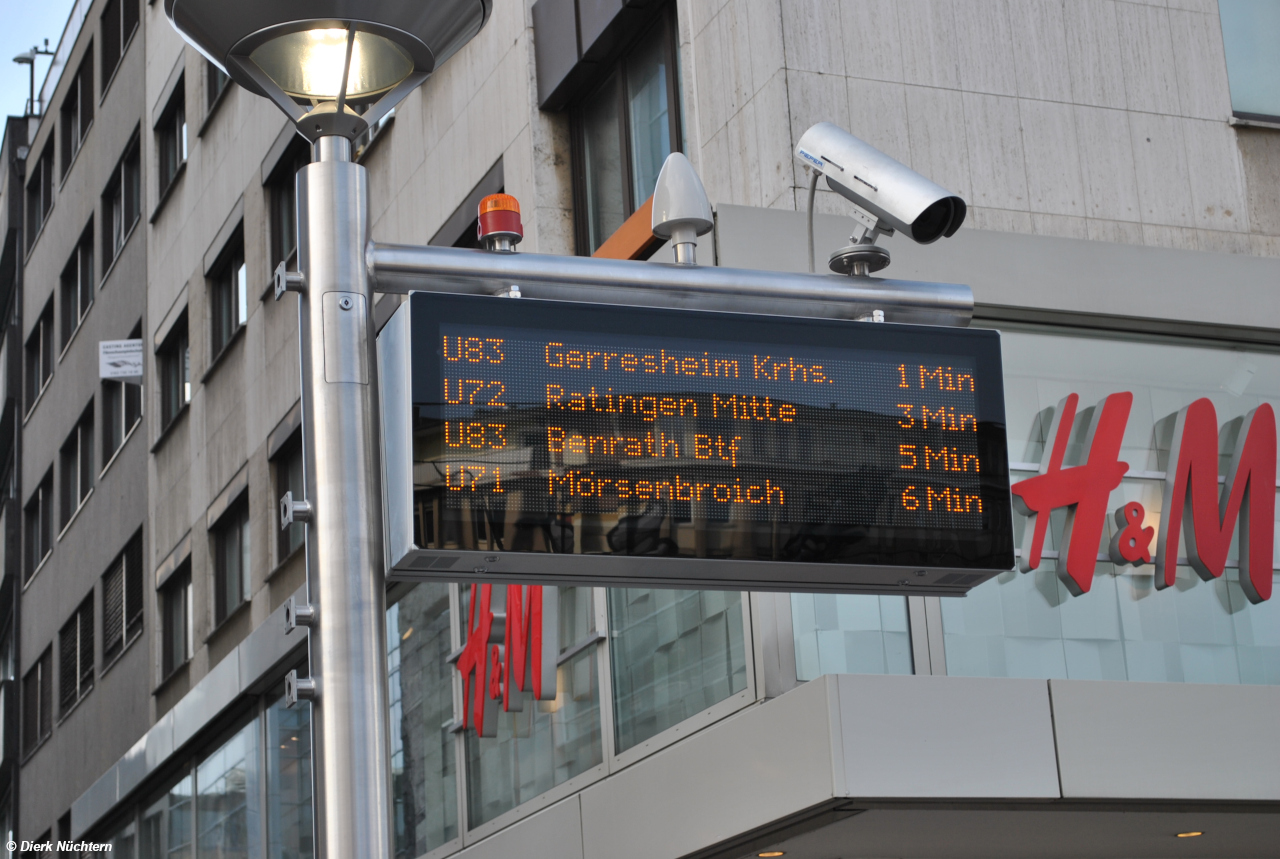 U83 Gerresheim Krhs. 1 Min
U72 Ratingen Mitte 3 Min
U83 Benrath Btf 5 Min
U71 Mörsenbroich 6 Min
H&M
H&M
© Dierk Nüchtern